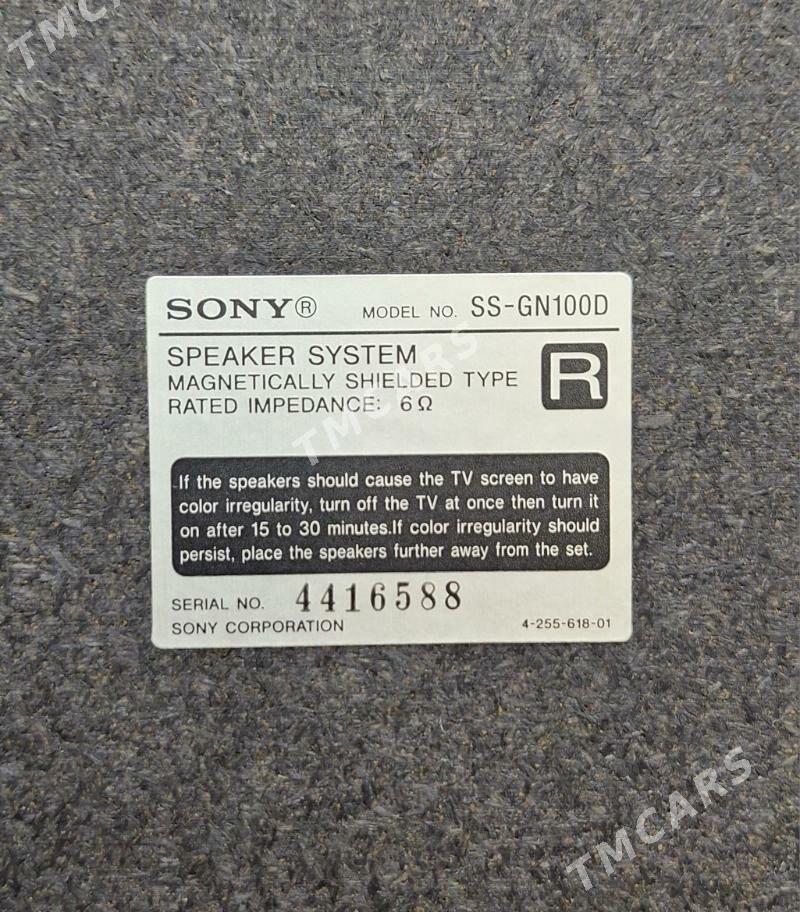 TMCARS
SONY® MODEL NO. SS-GN100D
SPEAKER SYSTEM
MAGNETICALLY SHIELDED TYPE
RATED IMPEDANCE: 6Ω
R
TMCARS
If the speakers should cause the TV screen to have
color irregularity, turn off the TV at once then turn it
on after 15 to 30 minutes.If color irregularity should
persist, place the speakers further away from the set.
SERIAL NO. 4416588
SONY CORPORATION 4-255-618-01
TMCARS